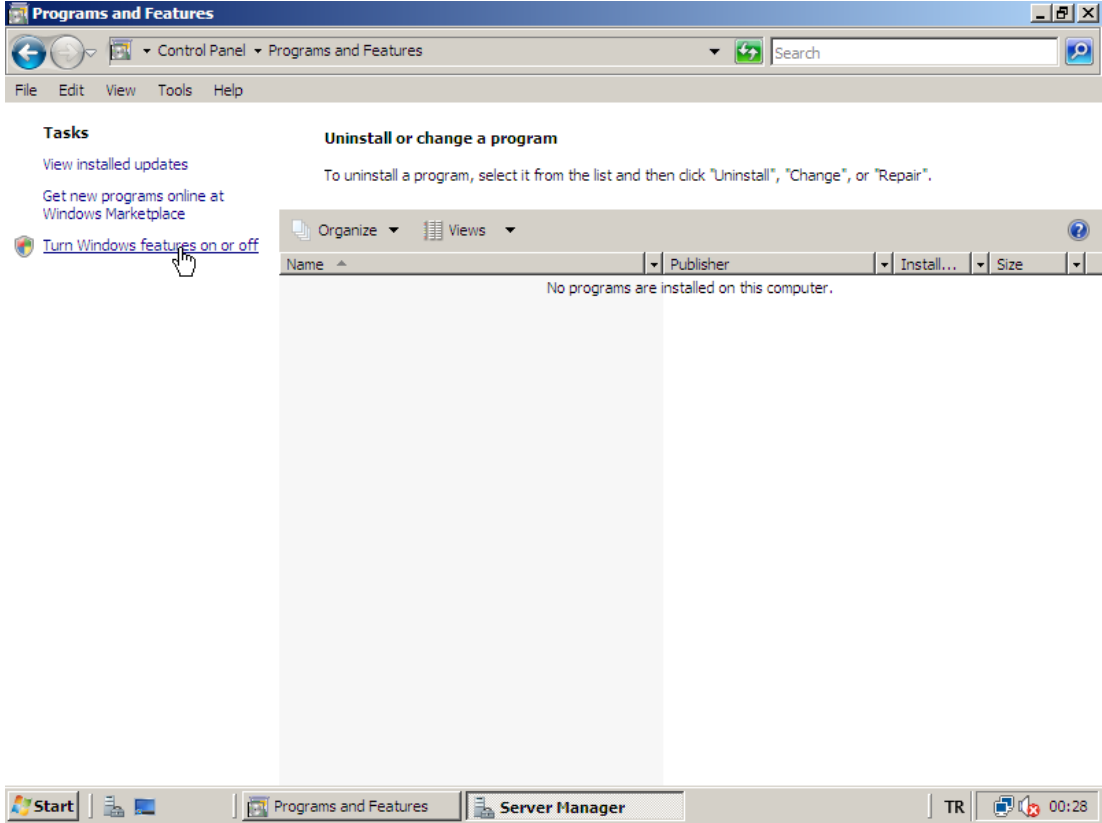 Programs and Features
Control Panel Programs and Features
Search
File Edit View Tools Help
Tasks
View installed updates
Get new programs online at
Windows Marketplace
Turn Windows features on or off
Uninstall or change a program
To uninstall a program, select it from the list and then click "Uninstall", "Change", or "Repair".
Organize Views
Name Publisher Install... Size
No programs are installed on this computer.
Start Programs and Features Server Manager TR 00:28